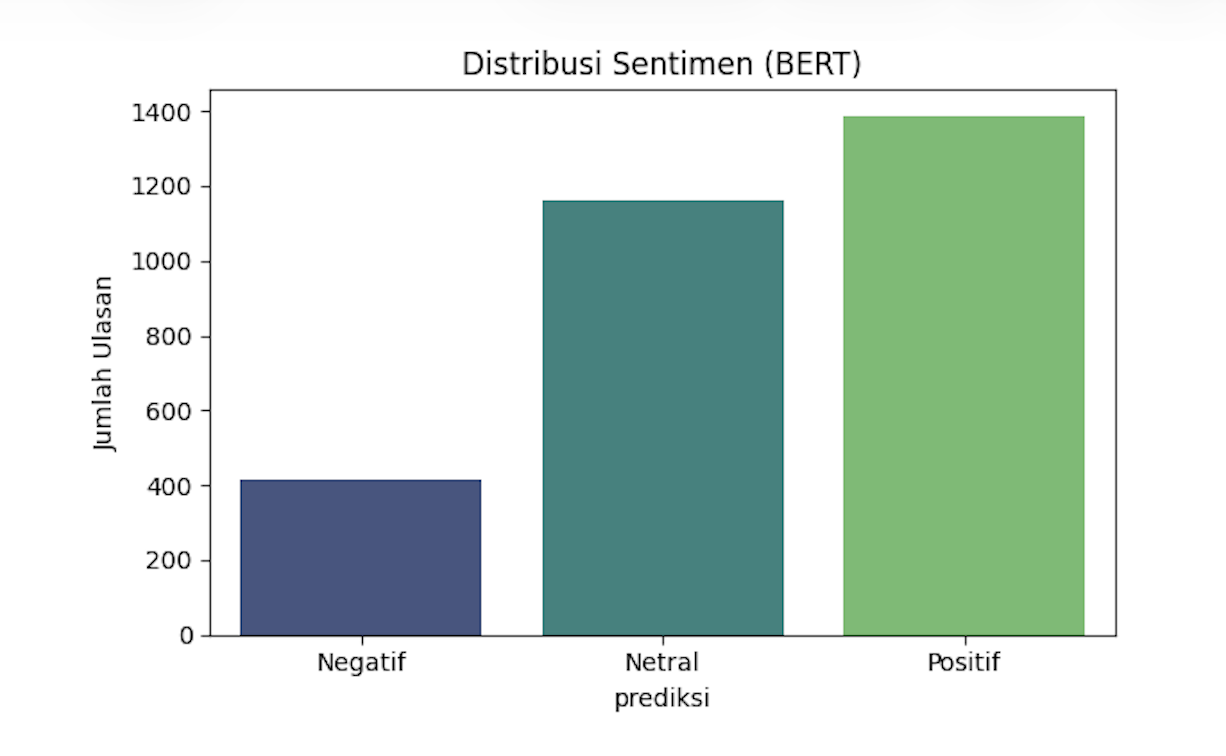 Distribusi Sentimen (BERT)
Jumlah Ulasan
1400
1200
1000
800
600
400
200
0
Negatif Netral Positif
prediksi